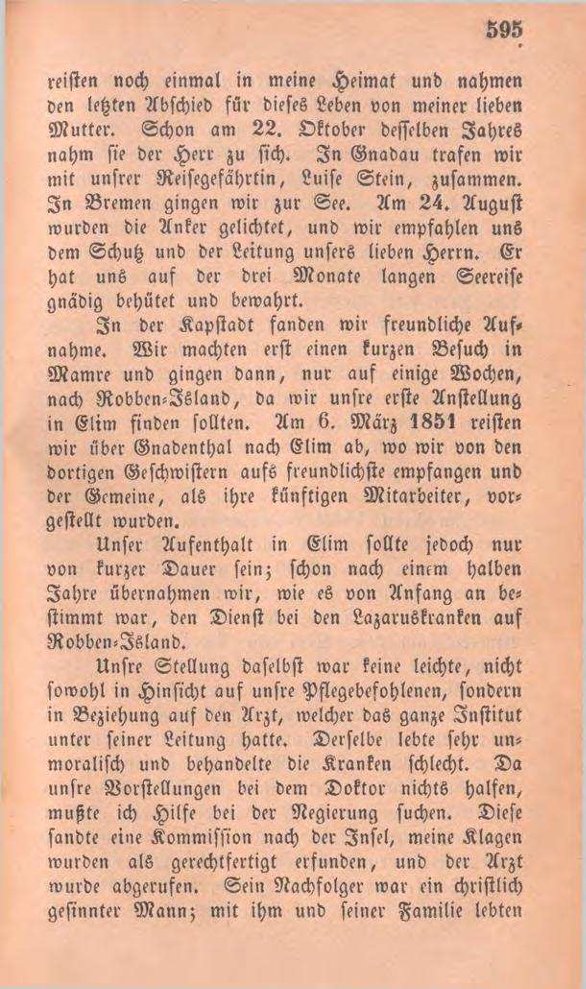 595
reisten noch einmal in meine Heimat und nahmen
den letzten Abschied für dieses Leben von meiner lieben
Mutter. Schon am 22. Oktober desselben Jahres
nahm sie der Herr zu sich. In Gnadau trafen wir
mit unsrer Reisegefährtin, Luise Stein, zusammen.
In Bremen gingen wir zur See. Am 24. August
wurden die Anker gelichtet, und wir empfahlen uns
dem Schutz und der Leitung unsers lieben Herrn. Er
hat uns auf der drei Monate langen Seereise
gnädig behütet und bewahrt.
In der Kapstadt fanden wir freundliche Auf-
nahme. Wir machten erst einen kurzen Besuch in
Mamre und gingen dann, nur auf einige Wochen,
nach Robben-Island, da wir unsre erste Anstellung
in Elim finden sollten. Am 6. März 1851 reisten
wir über Gnadenthal nach Elim ab, wo wir von den
dortigen Geschwistern aufs freundlichste empfangen und
der Gemeine, als ihre künftigen Mitarbeiter, vor-
gestellt wurden.
Unser Aufenthalt in Elim sollte jedoch nur
von kurzer Dauer sein; schon nach einem halben
Jahre übernahmen wir, wie es von Anfang an be-
stimmt war, den Dienst bei den Lazaruskranken auf
Robben-Island.
Unsre Stellung daselbst war keine leichte, nicht
sowohl in Hinsicht auf unsre Pflegebefohlenen, sondern
in Beziehung auf den Arzt, welcher das ganze Institut
unter seiner Leitung hatte. Derselbe lebte sehr un-
moralisch und behandelte die Kranken schlecht. Da
unsre Vorstellungen bei dem Doktor nichts halfen,
mußte ich Hilfe bei der Regierung suchen. Diese
sandte eine Kommission nach der Insel, meine Klagen
wurden als gerechtfertigt erfunden, und der Arzt
wurde abgerufen. Sein Nachfolger war ein christlich
gesinnter Mann; mit ihm und seiner Familie lebten